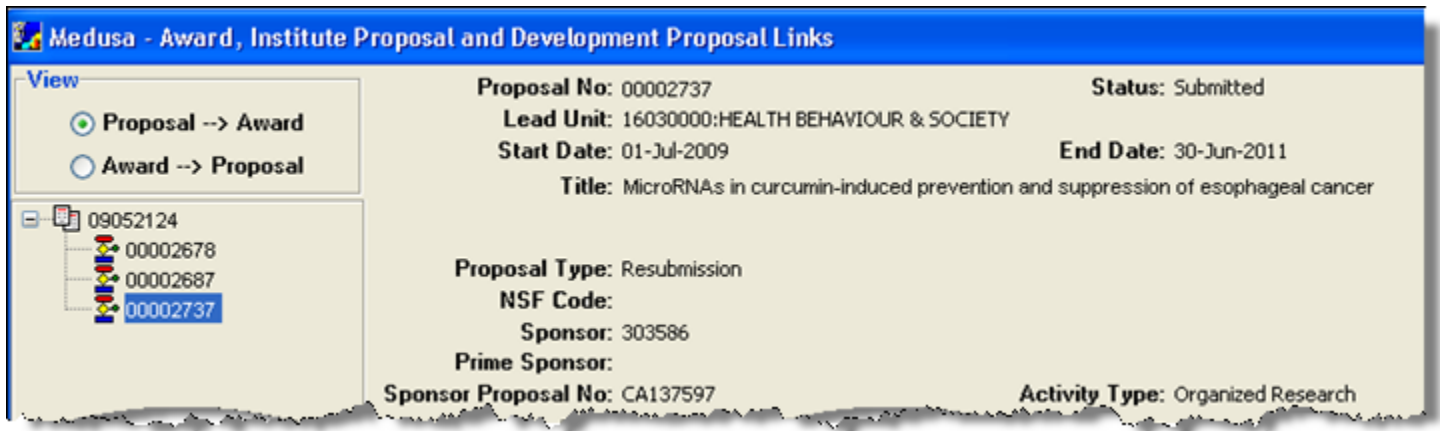 Medusa - Award, Institute Proposal and Development Proposal Links
View
Proposal --> Award
Award --> Proposal
09052124
00002678
00002687
00002737
Proposal No: 00002737 Status: Submitted
Lead Unit: 16030000:HEALTH BEHAVIOUR & SOCIETY
Start Date: 01-Jul-2009 End Date: 30-Jun-2011
Title: MicroRNAs in curcumin-induced prevention and suppression of esophageal cancer
Proposal Type: Resubmission
NSF Code:
Sponsor: 303586
Prime Sponsor:
Sponsor Proposal No: CA137597 Activity Type: Organized Research